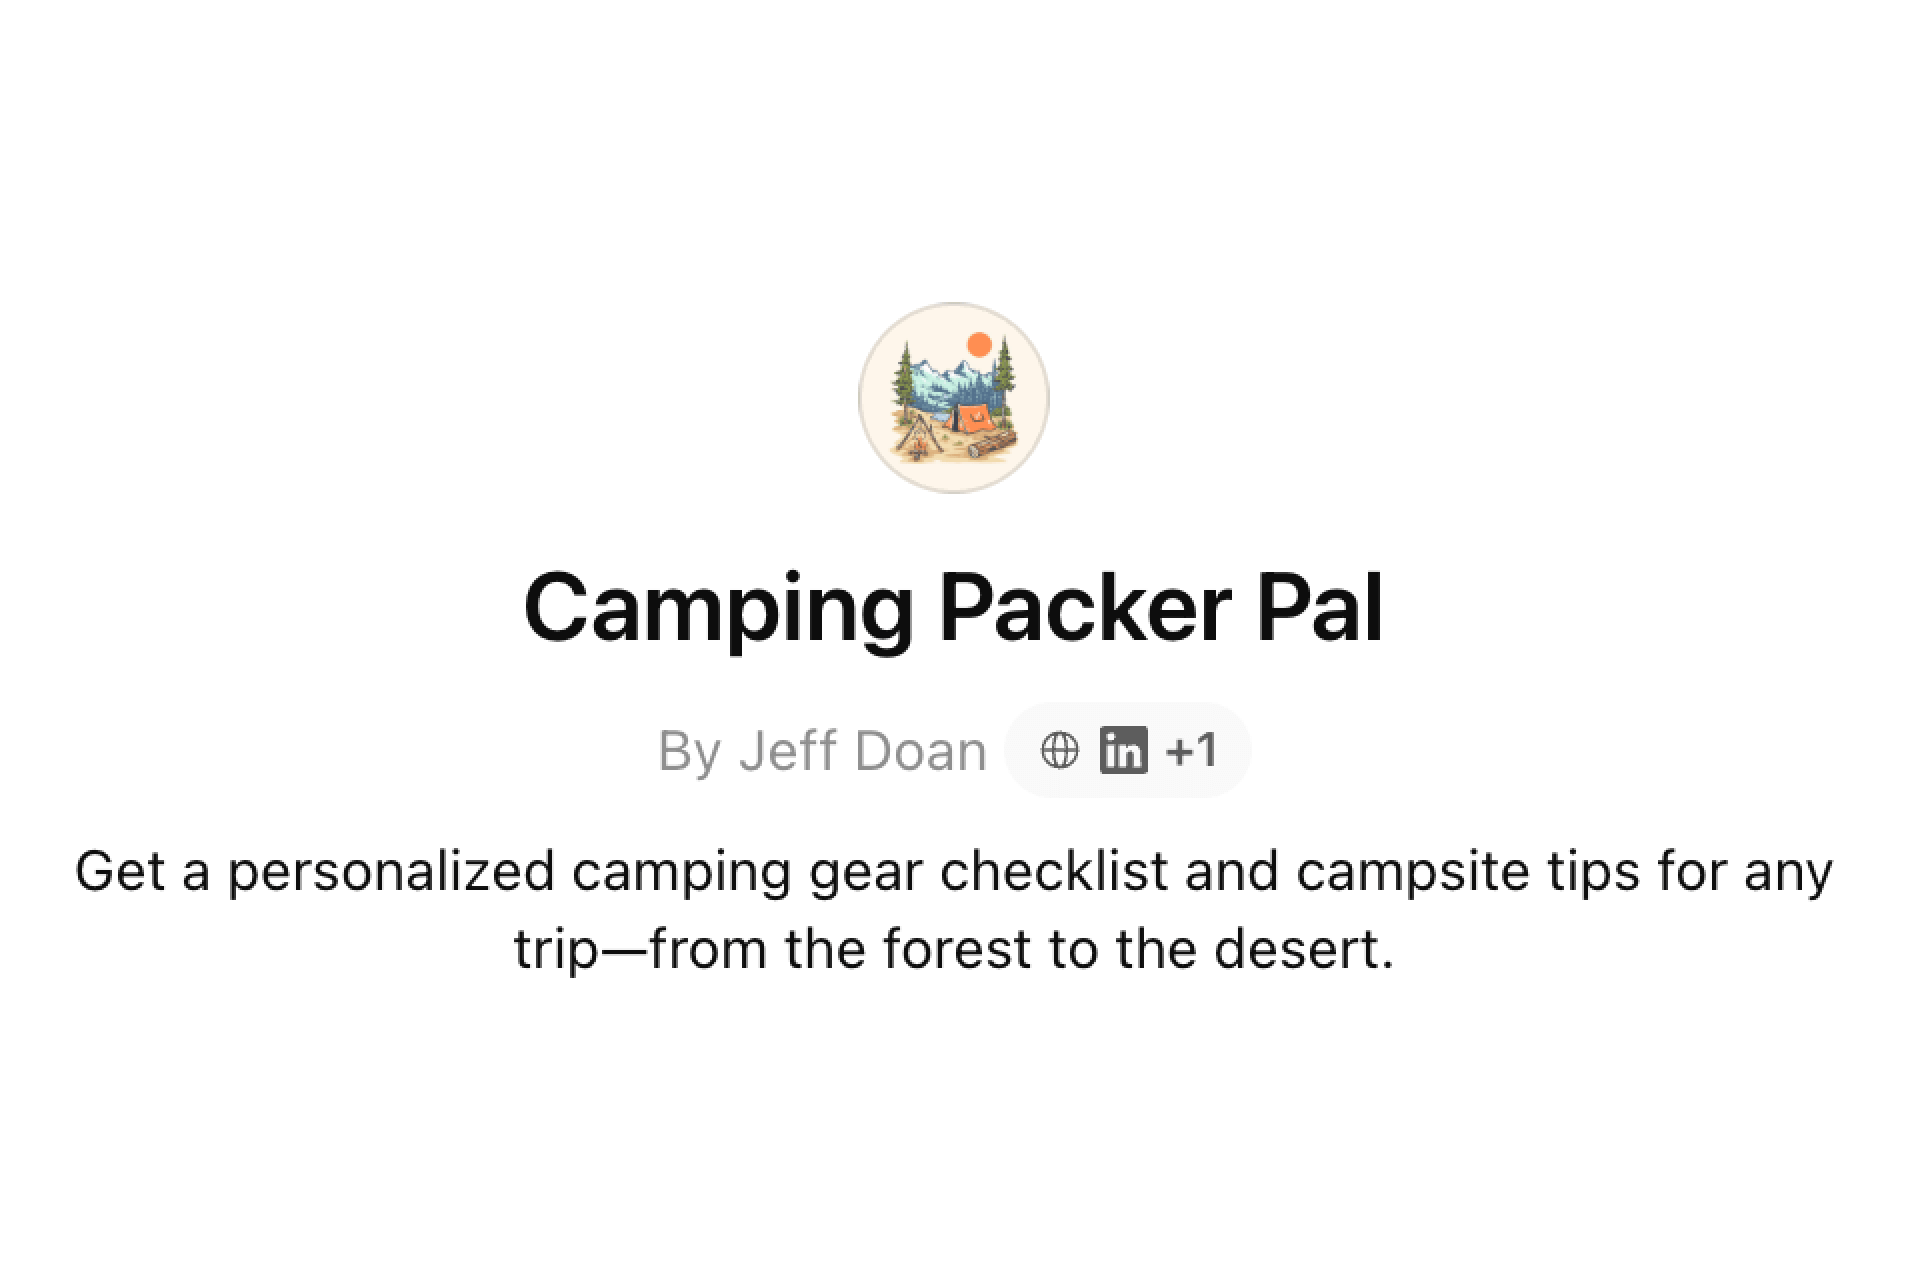 Camping Packer Pal
By Jeff Doan in +1
Get a personalized camping gear checklist and campsite tips for any
trip—from the forest to the desert.